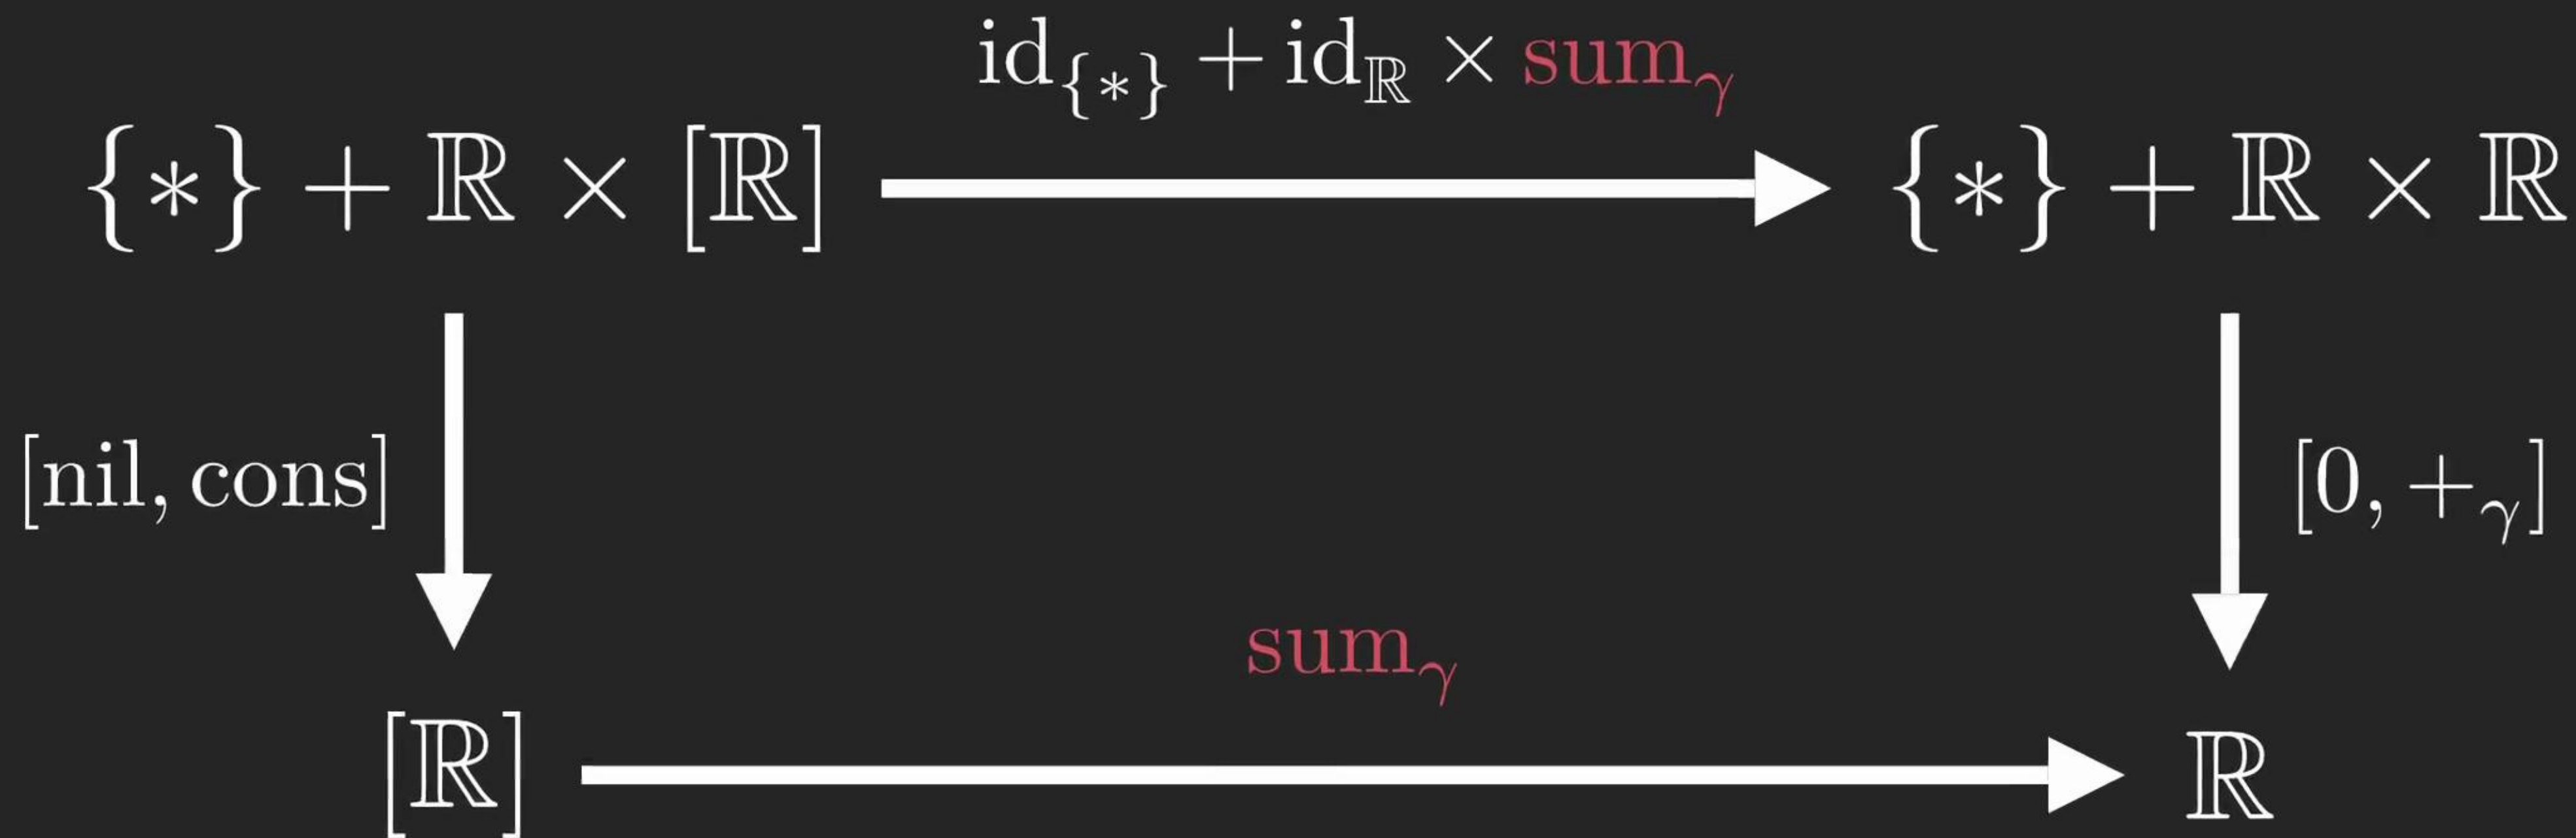 id_{∗} + id_ℝ × sum_γ
{∗} + ℝ × [ℝ]
{∗} + ℝ × ℝ
[nil, cons]
[0, +_γ]
sum_γ
[ℝ]
ℝ